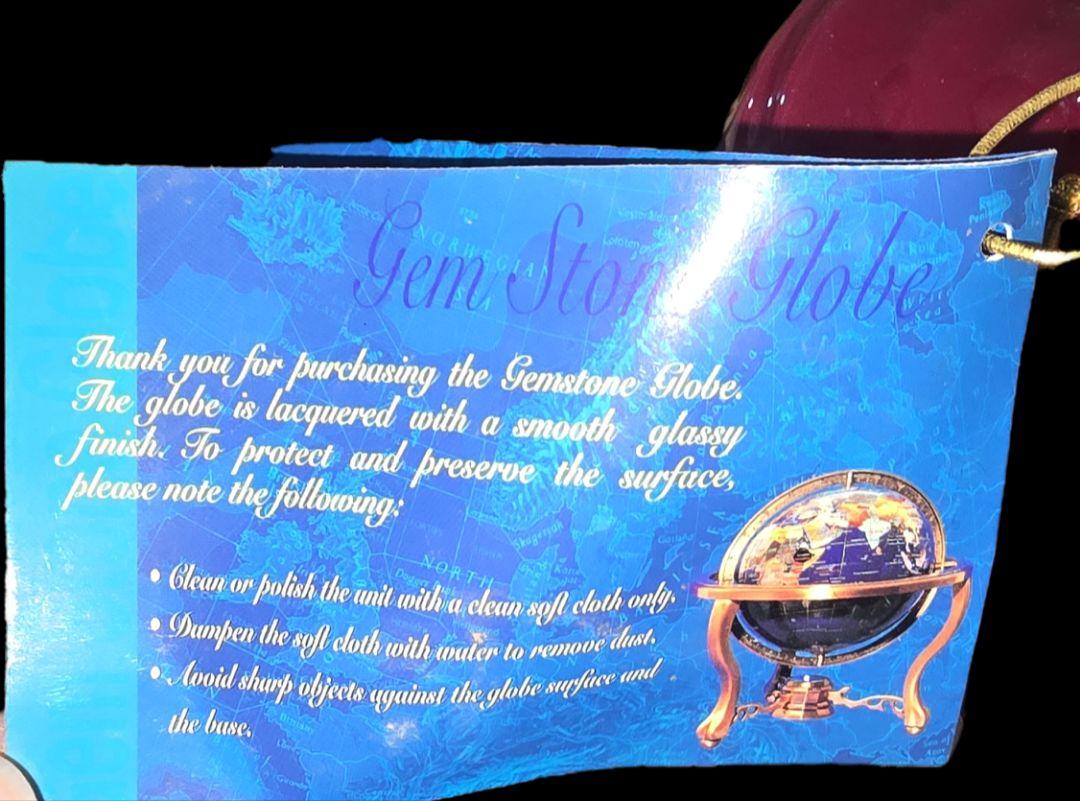 Gem Stone Globe
Thank you for purchasing the Gemstone Globe.
The globe is lacquered with a smooth glassy
finish. To protect and preserve the surface,
please note the following:
• Clean or polish the unit with a clean soft cloth only.
• Dampen the soft cloth with water to remove dust.
• Avoid sharp objects against the globe surface and
the base.
NORWEGIAN
NORTH
Skagerrak